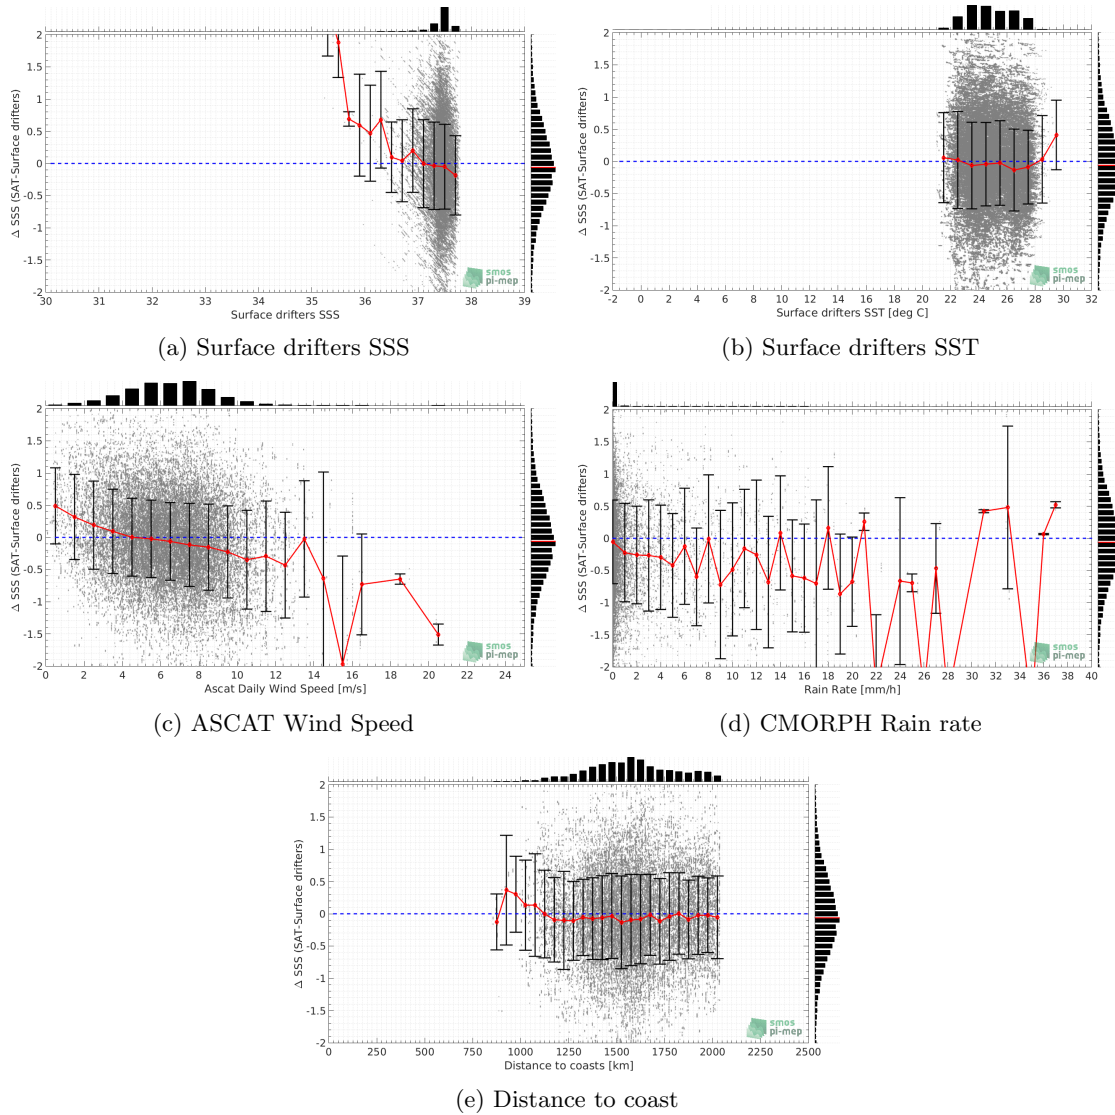 2
1.5
1
0.5
0
-0.5
-1
-1.5
-2
Δ SSS (SAT-Surface drifters)
30 31 32 33 34 35 36 37 38 39
Surface drifters SSS
smos
pi-mep
(a) Surface drifters SSS
2
1.5
1
0.5
0
-0.5
-1
-1.5
-2
Δ SSS (SAT-Surface drifters)
-2 0 2 4 6 8 10 12 14 16 18 20 22 24 26 28 30 32
Surface drifters SST [deg C]
smos
pi-mep
(b) Surface drifters SST
2
1.5
1
0.5
0
-0.5
-1
-1.5
-2
Δ SSS (SAT-Surface drifters)
0 2 4 6 8 10 12 14 16 18 20 22 24
Ascat Daily Wind Speed [m/s]
smos
pi-mep
(c) ASCAT Wind Speed
2
1.5
1
0.5
0
-0.5
-1
-1.5
-2
Δ SSS (SAT-Surface drifters)
0 2 4 6 8 10 12 14 16 18 20 22 24 26 28 30 32 34 36 38 40
Rain Rate [mm/h]
smos
pi-mep
(d) CMORPH Rain rate
2
1.5
1
0.5
0
-0.5
-1
-1.5
-2
Δ SSS (SAT-Surface drifters)
0 250 500 750 1000 1250 1500 1750 2000 2250 2500
Distance to coasts [km]
smos
pi-mep
(e) Distance to coast